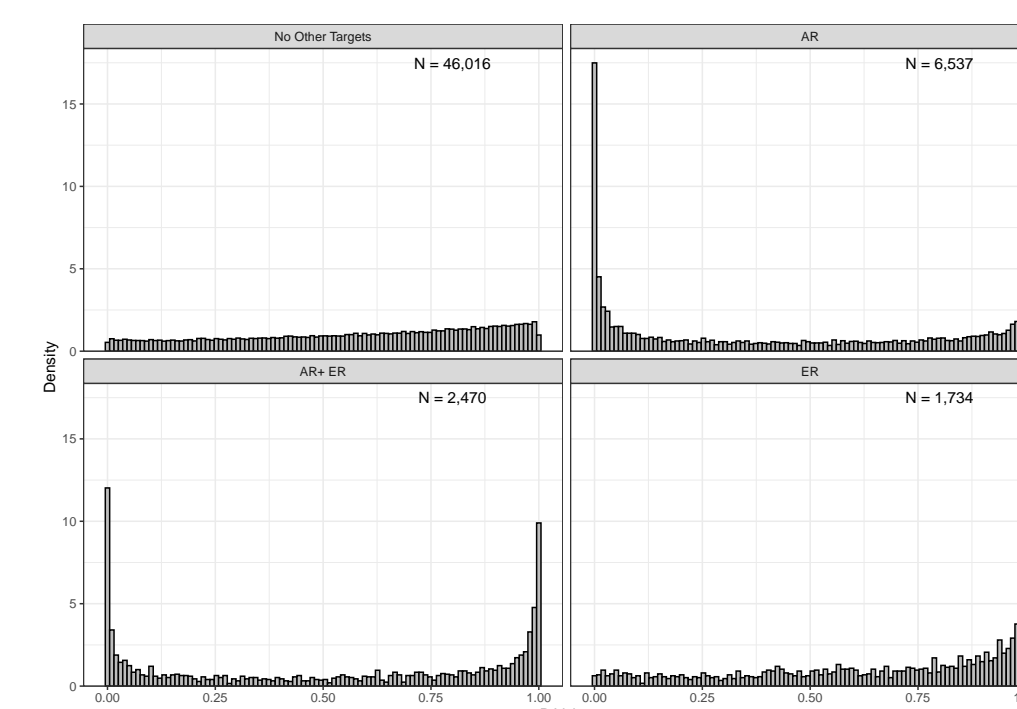 No Other Targets
AR
N = 46,016
N = 6,537
15
10
5
0
Density
AR+ ER
ER
N = 2,470
N = 1,734
15
10
5
0
0.00 0.25 0.50 0.75 1.00 0.00 0.25 0.50 0.75